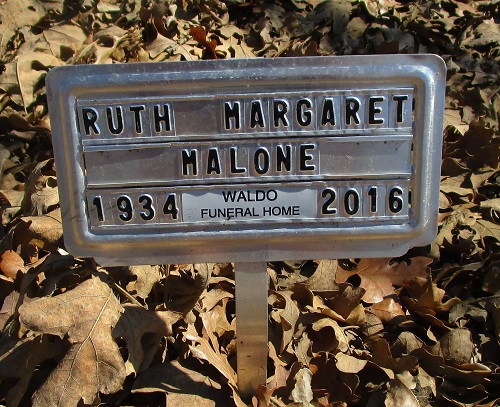 RUTH MARGARET
MALONE
1934 WALDO FUNERAL HOME 2016